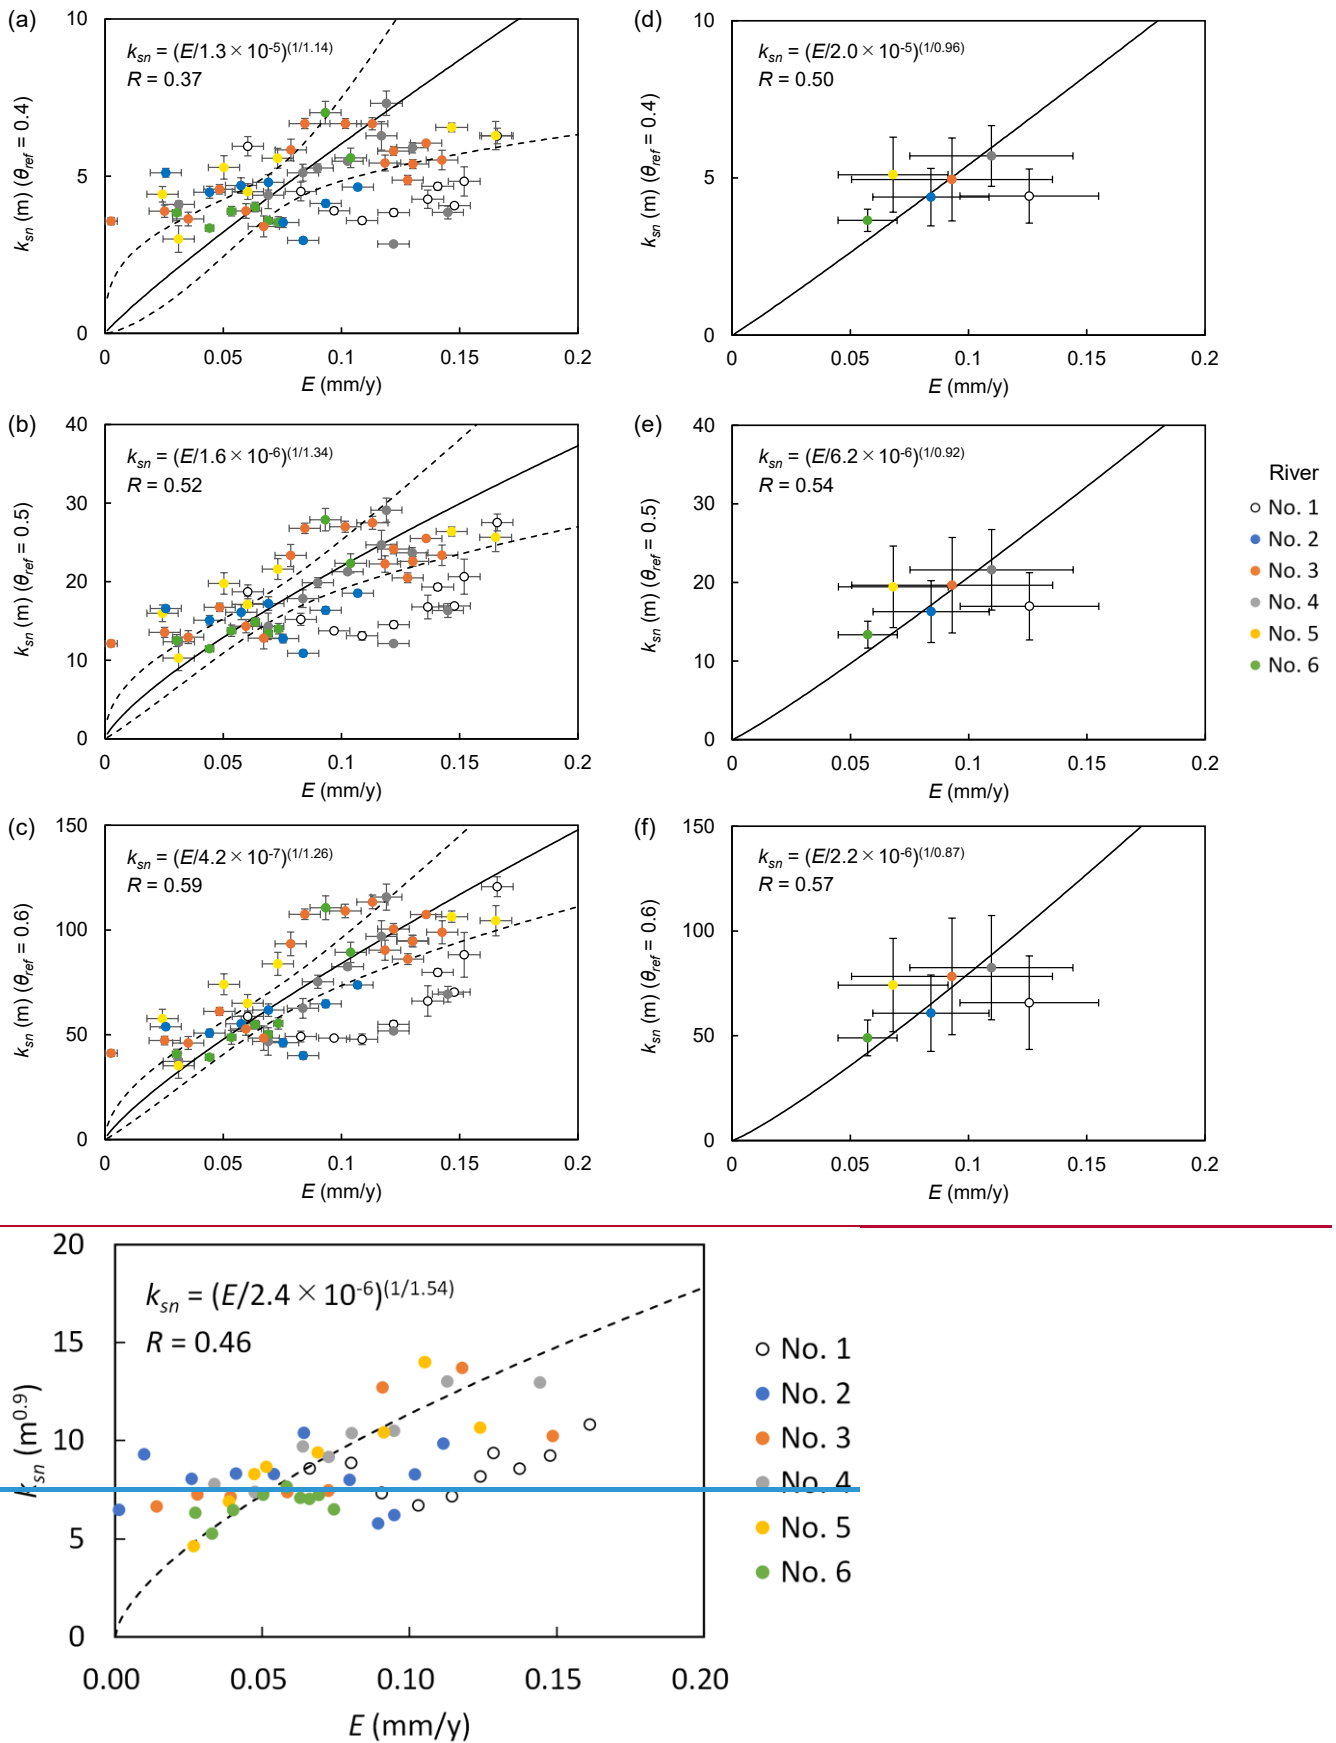 (a)
k_sn = (E/1.3 × 10^-5)^(1/1.14)
R = 0.37
k_sn (m) (θ_ref = 0.4)
10
5
0
0 0.05 0.1 0.15 0.2
E (mm/y)
(d)
k_sn = (E/2.0 × 10^-5)^(1/0.96)
R = 0.50
k_sn (m) (θ_ref = 0.4)
10
5
0
0 0.05 0.1 0.15 0.2
E (mm/y)
(b)
k_sn = (E/1.6 × 10^-6)^(1/1.34)
R = 0.52
k_sn (m) (θ_ref = 0.5)
40
30
20
10
0
0 0.05 0.1 0.15 0.2
E (mm/y)
(e)
k_sn = (E/6.2 × 10^-6)^(1/0.92)
R = 0.54
k_sn (m) (θ_ref = 0.5)
40
30
20
10
0
0 0.05 0.1 0.15 0.2
E (mm/y)
River
No. 1
No. 2
No. 3
No. 4
No. 5
No. 6
(c)
k_sn = (E/4.2 × 10^-7)^(1/1.26)
R = 0.59
k_sn (m) (θ_ref = 0.6)
150
100
50
0
0 0.05 0.1 0.15 0.2
E (mm/y)
(f)
k_sn = (E/2.2 × 10^-6)^(1/0.87)
R = 0.57
k_sn (m) (θ_ref = 0.6)
150
100
50
0
0 0.05 0.1 0.15 0.2
E (mm/y)
k_sn = (E/2.4 × 10^-6)^(1/1.54)
R = 0.46
k_sn (m^0.9)
20
15
10
5
0
0.00 0.05 0.10 0.15 0.20
E (mm/y)
No. 1
No. 2
No. 3
No. 4
No. 5
No. 6